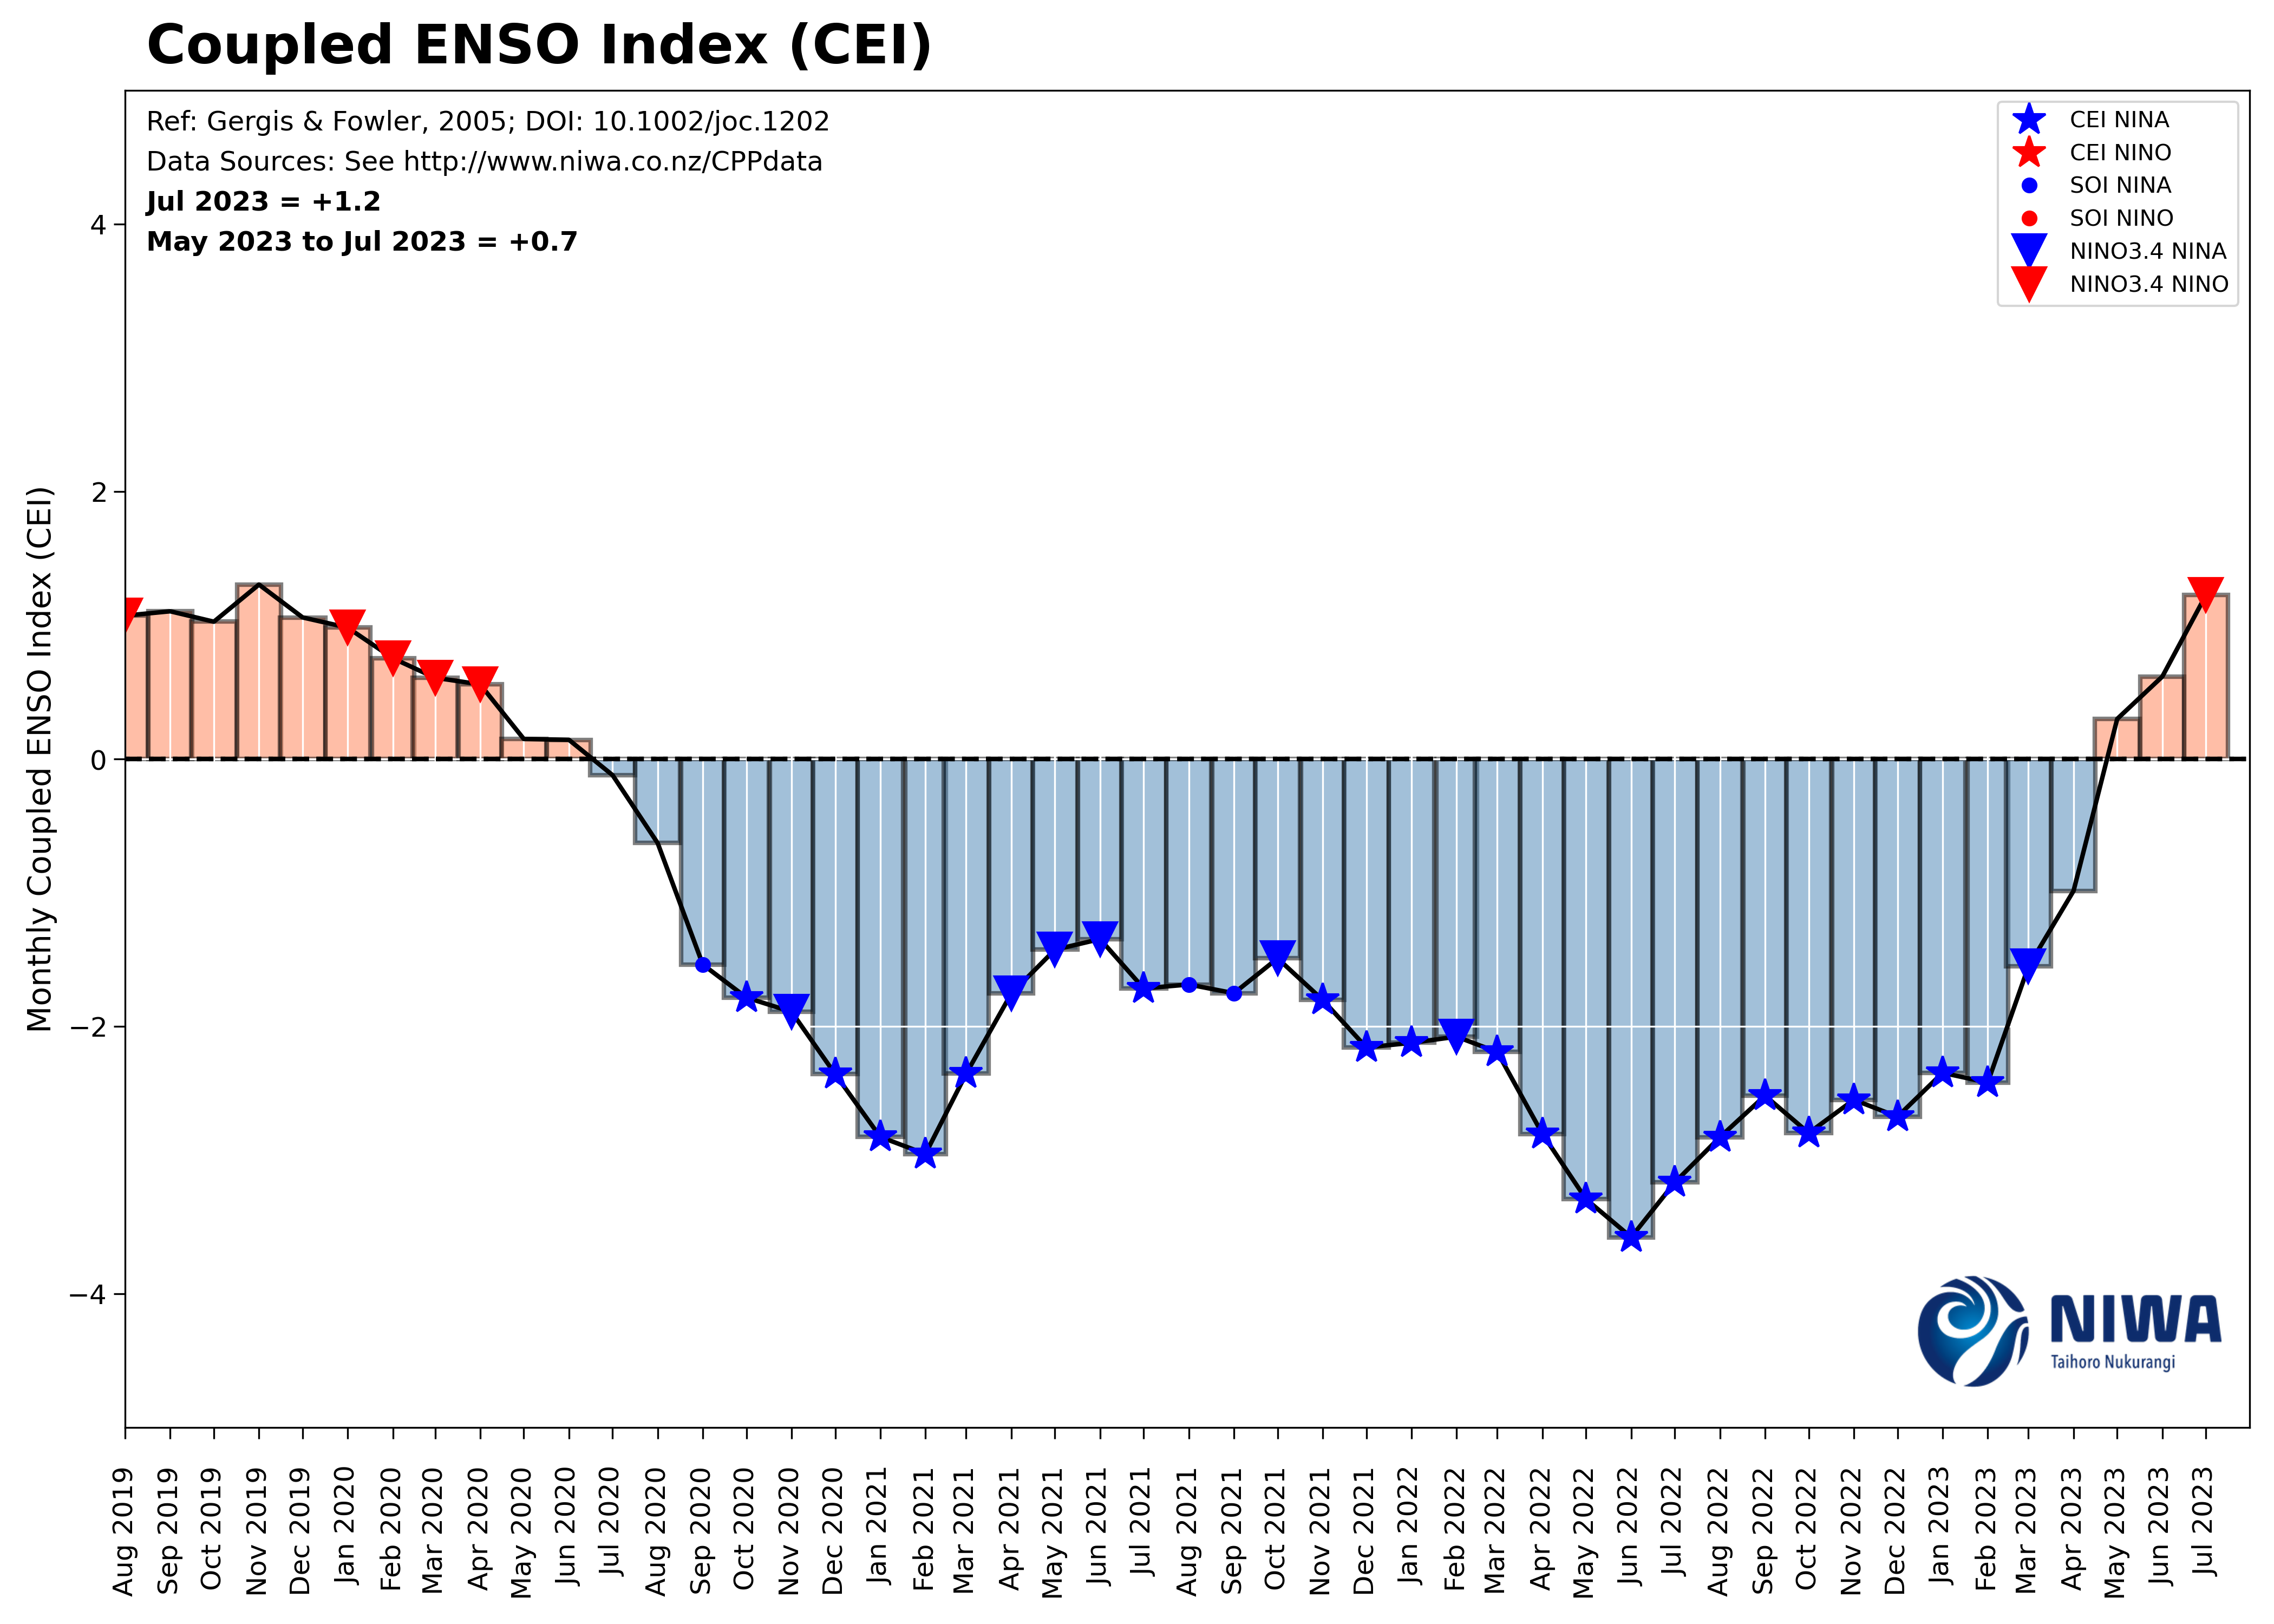 Coupled ENSO Index (CEI)
Ref: Gergis & Fowler, 2005; DOI: 10.1002/joc.1202
Data Sources: See http://www.niwa.co.nz/CPPdata
Jul 2023 = +1.2
May 2023 to Jul 2023 = +0.7
CEI NINA
CEI NINO
SOI NINA
SOI NINO
NINO3.4 NINA
NINO3.4 NINO
Monthly Coupled ENSO Index (CEI)
4
2
0
−2
−4
NIWA
Taihoro Nukurangi
Aug 2019
Sep 2019
Oct 2019
Nov 2019
Dec 2019
Jan 2020
Feb 2020
Mar 2020
Apr 2020
May 2020
Jun 2020
Jul 2020
Aug 2020
Sep 2020
Oct 2020
Nov 2020
Dec 2020
Jan 2021
Feb 2021
Mar 2021
Apr 2021
May 2021
Jun 2021
Jul 2021
Aug 2021
Sep 2021
Oct 2021
Nov 2021
Dec 2021
Jan 2022
Feb 2022
Mar 2022
Apr 2022
May 2022
Jun 2022
Jul 2022
Aug 2022
Sep 2022
Oct 2022
Nov 2022
Dec 2022
Jan 2023
Feb 2023
Mar 2023
Apr 2023
May 2023
Jun 2023
Jul 2023